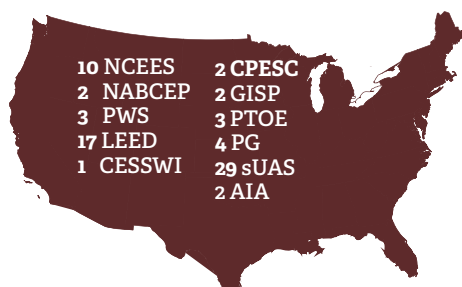 10 NCEES
2 NABCEP
3 PWS
17 LEED
1 CESSWI
2 CPESC
2 GISP
3 PTOE
4 PG
29 sUAS
2 AIA